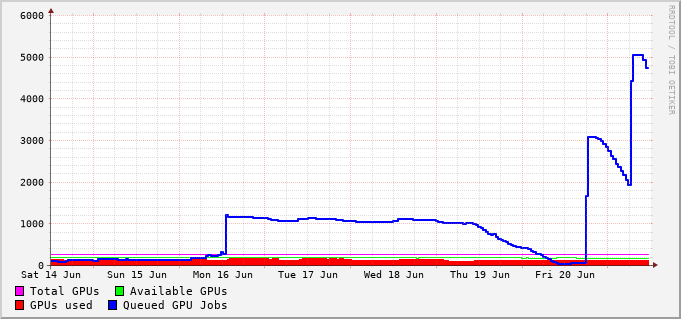 RRDTOOL / TOBI OETIKER
6000
5000
4000
3000
2000
1000
0
Sat 14 Jun Sun 15 Jun Mon 16 Jun Tue 17 Jun Wed 18 Jun Thu 19 Jun Fri 20 Jun
Total GPUs Available GPUs
GPUs used Queued GPU Jobs